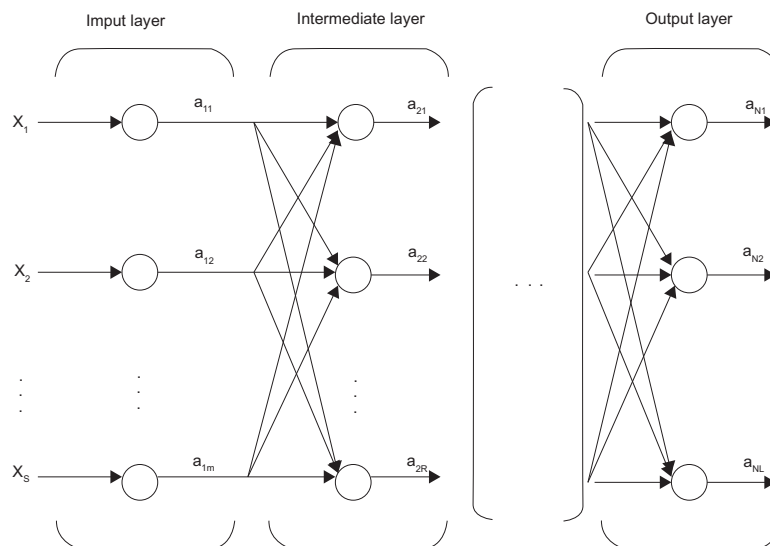 Imput layer Intermediate layer Output layer
X1 a11 a21 aN1
X2 a12 a22 aN2
. . .
XS a1m a2R aNL